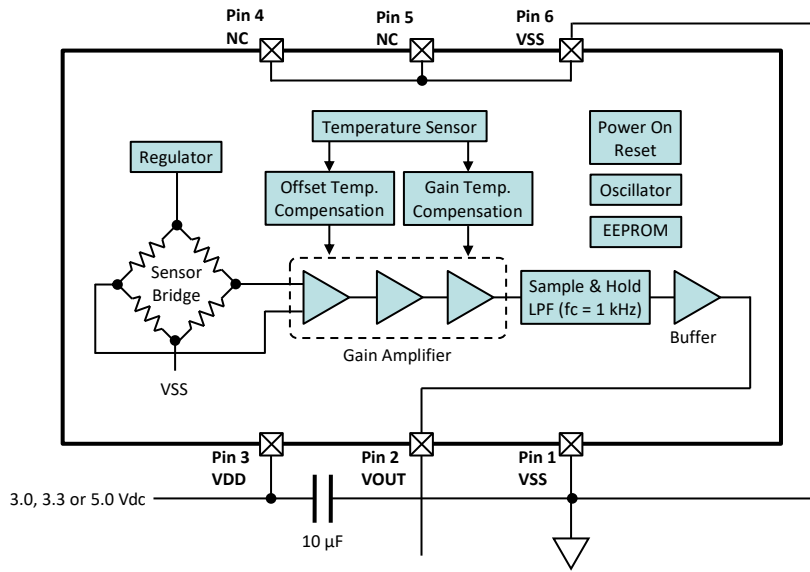 Pin 4
NC
Pin 5
NC
Pin 6
VSS
Temperature Sensor
Power On
Reset
Regulator
Offset Temp.
Compensation
Gain Temp.
Compensation
Oscillator
EEPROM
Sensor
Bridge
Sample & Hold
LPF (fc = 1 kHz)
Buffer
Gain Amplifier
VSS
Pin 3
VDD
Pin 2
VOUT
Pin 1
VSS
3.0, 3.3 or 5.0 Vdc
10 µF